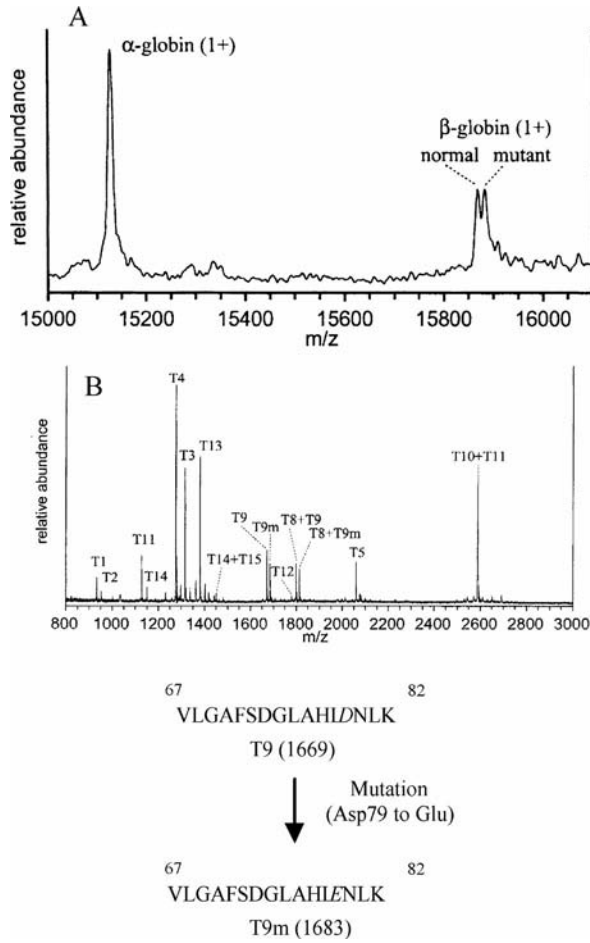 A
α-globin (1+)
β-globin (1+)
normal mutant
relative abundance
15000 15200 15400 15600 15800 16000
m/z
B
T4
T3
T13
T10+T11
T11
T1
T2
T14
T14+T15
T9
T9m
T8+T9
T8+T9m
T12
T5
relative abundance
800 1000 1200 1400 1600 1800 2000 2200 2400 2600 2800 3000
m/z
67 82
VLGAFSDGLAHLDNLK
T9 (1669)
Mutation
(Asp79 to Glu)
67 82
VLGAFSDGLAHLENLK
T9m (1683)